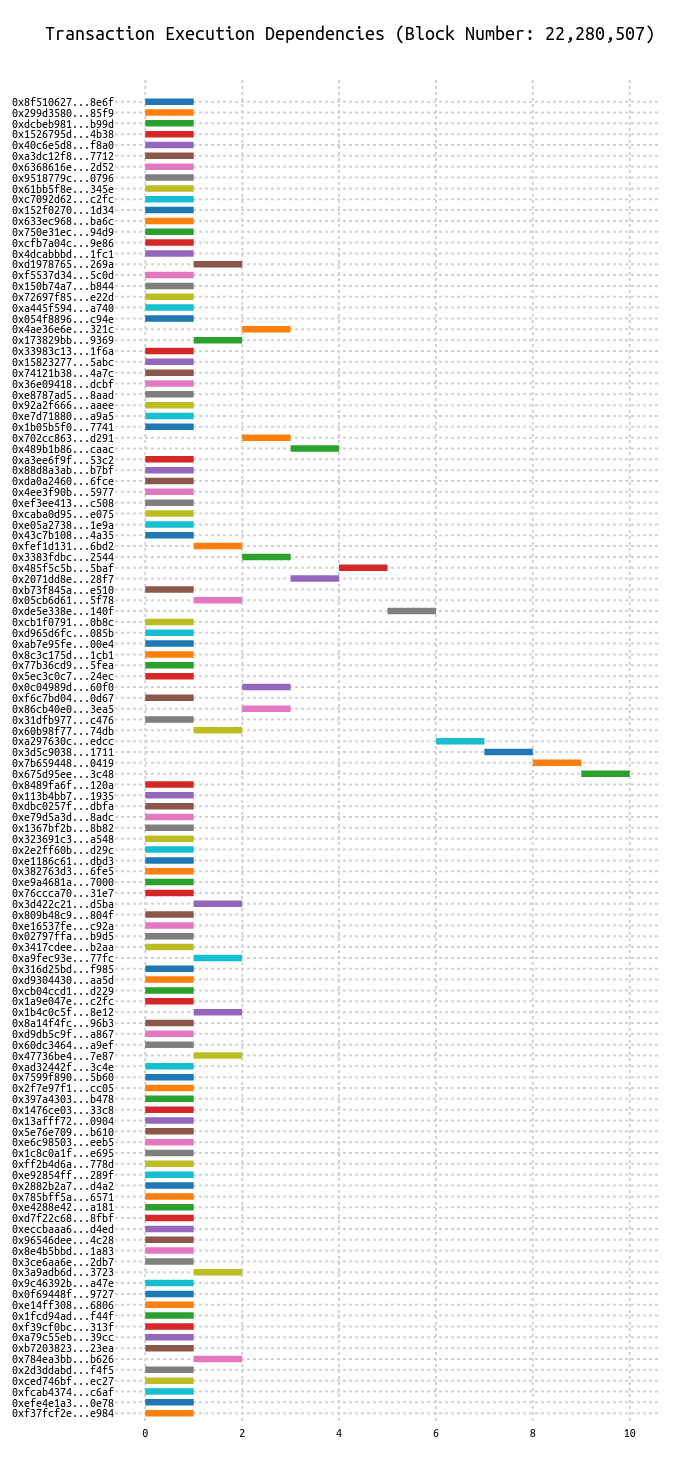 Transaction Execution Dependencies (Block Number: 22,280,507)
0x8f510627...8e6f
0x299d3580...85f9
0xdcbeb981...b99d
0x1526795d...4b38
0x40c6e5d8...f8a0
0xa3dc12f8...7712
0x6368616e...2d52
0x9518779c...0796
0x61bb5f8e...345e
0xc7092d62...c2fc
0x152f0270...1d34
0x633ec968...ba6c
0x750e31ec...94d9
0xcfb7a04c...9e86
0x4dcabbbd...1fc1
0xd1978765...269a
0xf5537d34...5c0d
0x150b74a7...b844
0x72697f85...e22d
0xa445f594...a740
0x054f8896...c94e
0x4ae36e6e...321c
0x173829bb...9369
0x33983c13...1f6a
0x15823277...5abc
0x74121b38...4a7c
0x36e09418...dcbf
0xe8787ad5...8aad
0x92a2f666...aaee
0xe7d71880...a9a5
0x1b05b5f0...7741
0x702cc863...d291
0x489b1b86...caac
0xa3ee6f9f...53c2
0x88d8a3ab...b7bf
0xda0a2460...6fce
0x4ee3f90b...5977
0xef3ee413...c508
0xcaba0d95...e075
0xe05a2738...1e9a
0x43c7b108...4a35
0xfef1d131...6bd2
0x3383fdbc...2544
0x485f5c5b...5baf
0x2071dd8e...28f7
0xb73f845a...e510
0x05cb6d61...5f78
0xde5e338e...140f
0xcb1f0791...0b8c
0xd965d6fc...085b
0xab7e95fe...00e4
0x8c3c175d...1cb1
0x77b36cd9...5fea
0x5ec3c0c7...24ec
0x0c04989d...60f0
0xf6c7bd04...0d67
0x86cb40e0...3ea5
0x31dfb977...c476
0x60b98f77...74db
0xa297630c...edcc
0x3d5c9038...1711
0x7b659448...0419
0x675d95ee...3c48
0x8489fa6f...120a
0x113b4bb7...1935
0xdbc0257f...dbfa
0xe79d5a3d...8adc
0x1367bf2b...8b82
0x323691c3...a548
0x2e2ff60b...d29c
0xe1186c61...dbd3
0x382763d3...6fe5
0xe9a4681a...7000
0x76ccca70...31e7
0x3d422c21...d5ba
0x809b48c9...804f
0xe16537fe...c92a
0x02797ffa...b9d5
0x3417cdee...b2aa
0xa9fec93e...77fc
0x316d25bd...f985
0xd9304430...aa5d
0xcb04ccd1...d229
0x1a9e047e...c2fc
0x1b4c0c5f...8e12
0x8a14f4fc...96b3
0xd9db5c9f...a867
0x60dc3464...a9ef
0x47736be4...7e87
0xad32442f...3c4e
0x7599f890...5b60
0x2f7e97f1...cc05
0x397a4303...b478
0x1476ce03...33c8
0x13afff72...0904
0x5e76e709...b610
0xe6c98503...eeb5
0x1c8c0a1f...e695
0xff2b4d6a...778d
0xe92854ff...289f
0x2882b2a7...d4a2
0x785bff5a...6571
0xe4288e42...a181
0xd7f22c68...8fbf
0xeccbaaa6...d4ed
0x96546dee...4c28
0x8e4b5bbd...1a83
0x3ce6aa6e...2db7
0x3a9adb6d...3723
0x9c46392b...a47e
0x0f69448f...9727
0xe14ff308...6806
0x1fcd94ad...f44f
0xf39cf0bc...313f
0xa79c55eb...39cc
0xb7203823...23ea
0x784ea3bb...b626
0x2d3ddabd...f4f5
0xced746bf...ec27
0xfcab4374...c6af
0xefe4e1a3...0e78
0xf37fcf2e...e984
0 2 4 6 8 10